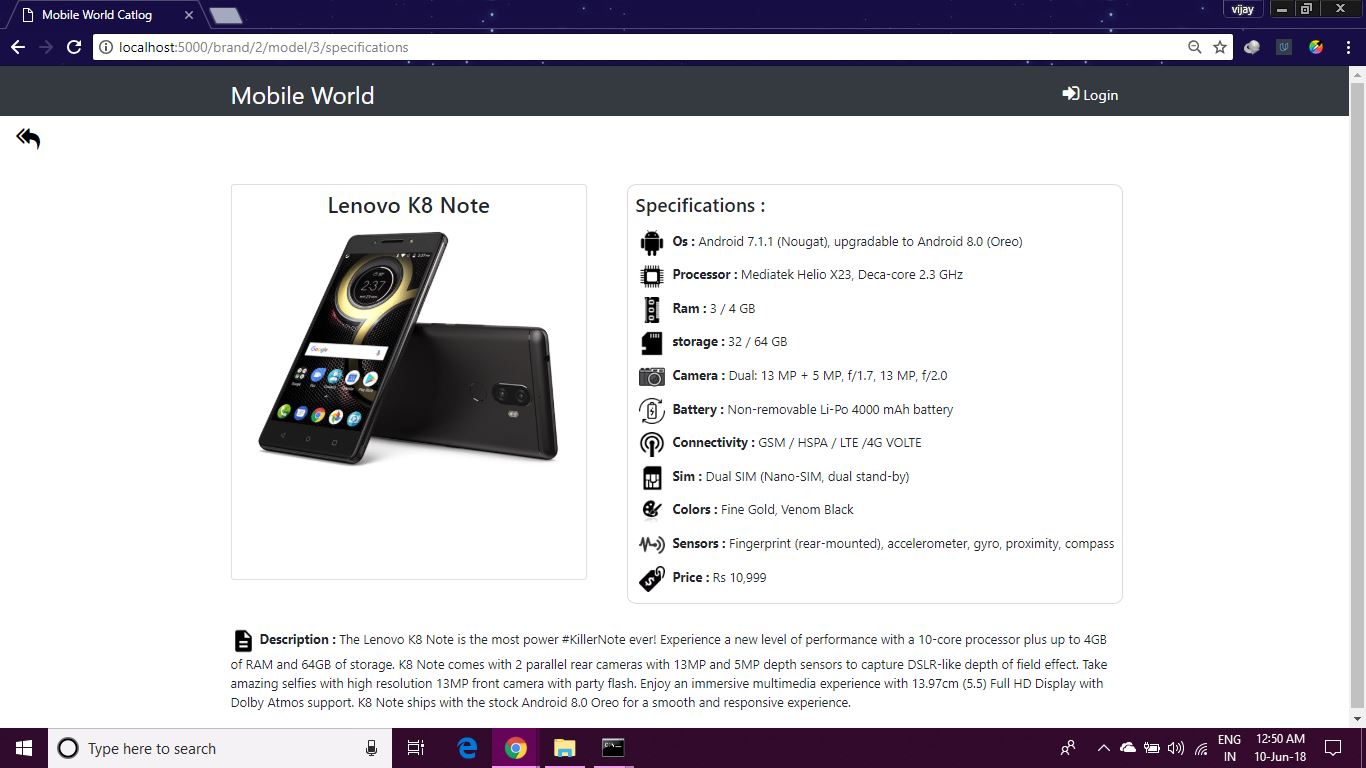 Mobile World Catlog
vijay
localhost:5000/brand/2/model/3/specifications
Mobile World
Login
Lenovo K8 Note
2:37
Google
Specifications :
Os : Android 7.1.1 (Nougat), upgradable to Android 8.0 (Oreo)
Processor : Mediatek Helio X23, Deca-core 2.3 GHz
Ram : 3 / 4 GB
storage : 32 / 64 GB
Camera : Dual: 13 MP + 5 MP, f/1.7, 13 MP, f/2.0
Battery : Non-removable Li-Po 4000 mAh battery
Connectivity : GSM / HSPA / LTE /4G VOLTE
Sim : Dual SIM (Nano-SIM, dual stand-by)
Colors : Fine Gold, Venom Black
Sensors : Fingerprint (rear-mounted), accelerometer, gyro, proximity, compass
Price : Rs 10,999
Description : The Lenovo K8 Note is the most power #KillerNote ever! Experience a new level of performance with a 10-core processor plus up to 4GB
of RAM and 64GB of storage. K8 Note comes with 2 parallel rear cameras with 13MP and 5MP depth sensors to capture DSLR-like depth of field effect. Take
amazing selfies with high resolution 13MP front camera with party flash. Enjoy an immersive multimedia experience with 13.97cm (5.5) Full HD Display with
Dolby Atmos support. K8 Note ships with the stock Android 8.0 Oreo for a smooth and responsive experience.
Type here to search
ENG
IN
12:50 AM
10-Jun-18